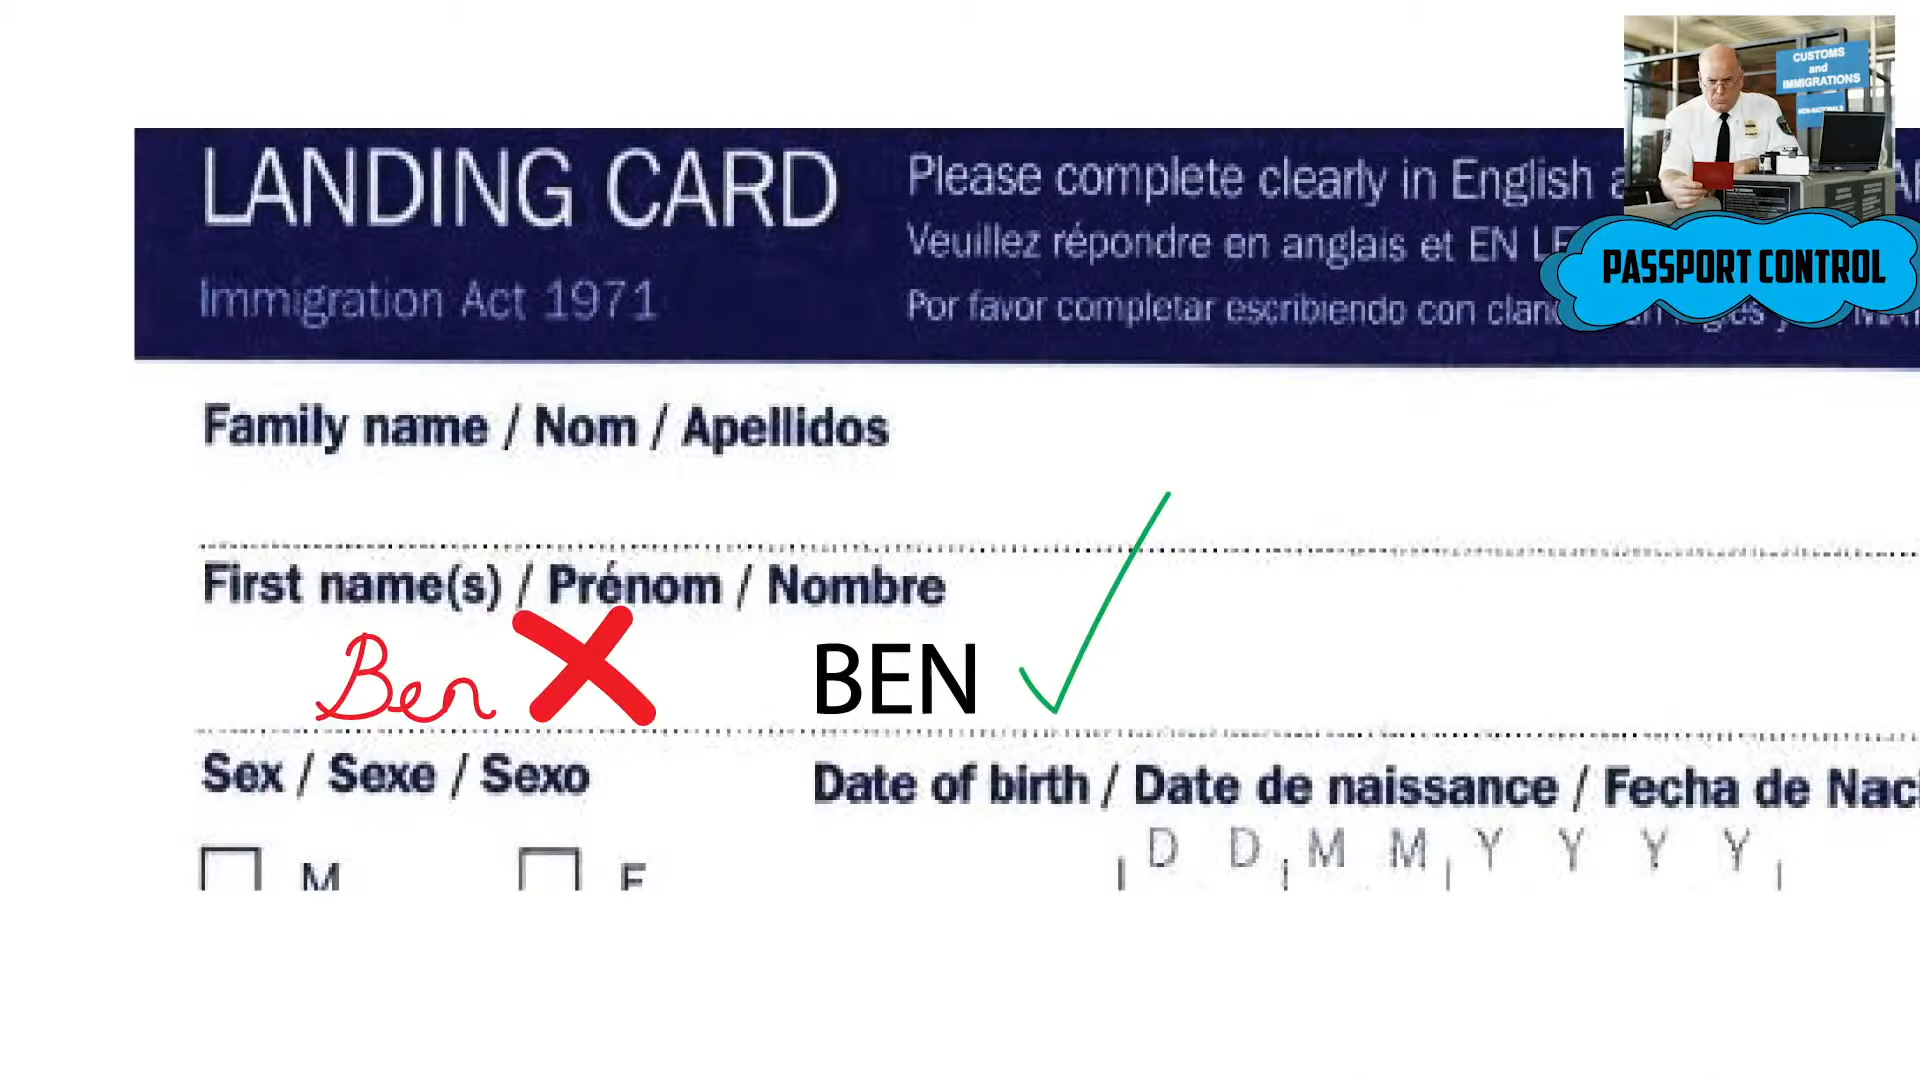 CUSTOMS
and
IMMIGRATIONS
LANDING CARD
Immigration Act 1971
Please complete clearly in English
Veuillez répondre en anglais et EN
Por favor completar escribiendo con
PASSPORT CONTROL
Family name / Nom / Apellidos
First name(s) / Prénom / Nombre
Ben BEN
Sex / Sexe / Sexo
Date of birth / Date de naissance / Fecha de
M F
D D M M Y Y Y Y